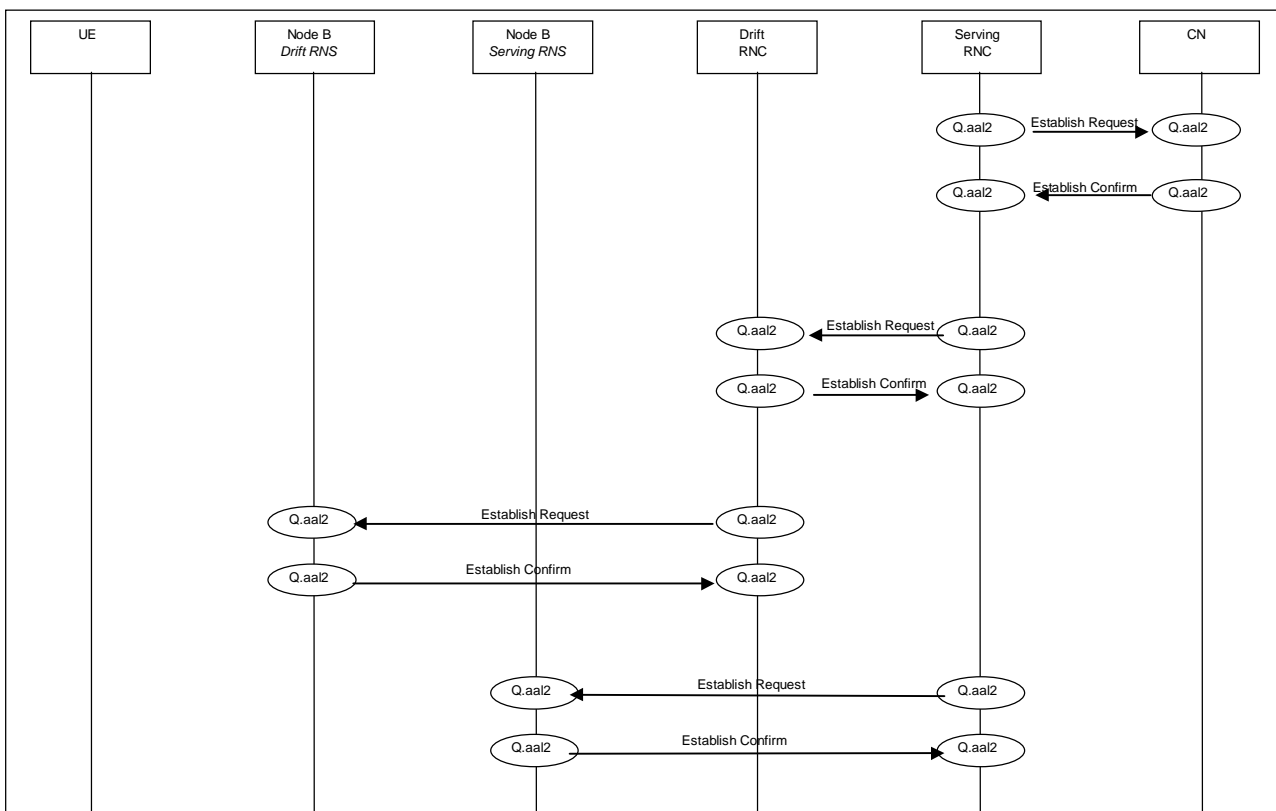 UE
Node B
Drift RNS
Node B
Serving RNS
Drift
RNC
Serving
RNC
CN
Q.aal2
Establish Request
Q.aal2
Q.aal2
Establish Confirm
Q.aal2
Q.aal2
Establish Request
Q.aal2
Q.aal2
Establish Confirm
Q.aal2
Q.aal2
Establish Request
Q.aal2
Q.aal2
Establish Confirm
Q.aal2
Q.aal2
Establish Request
Q.aal2
Q.aal2
Establish Confirm
Q.aal2